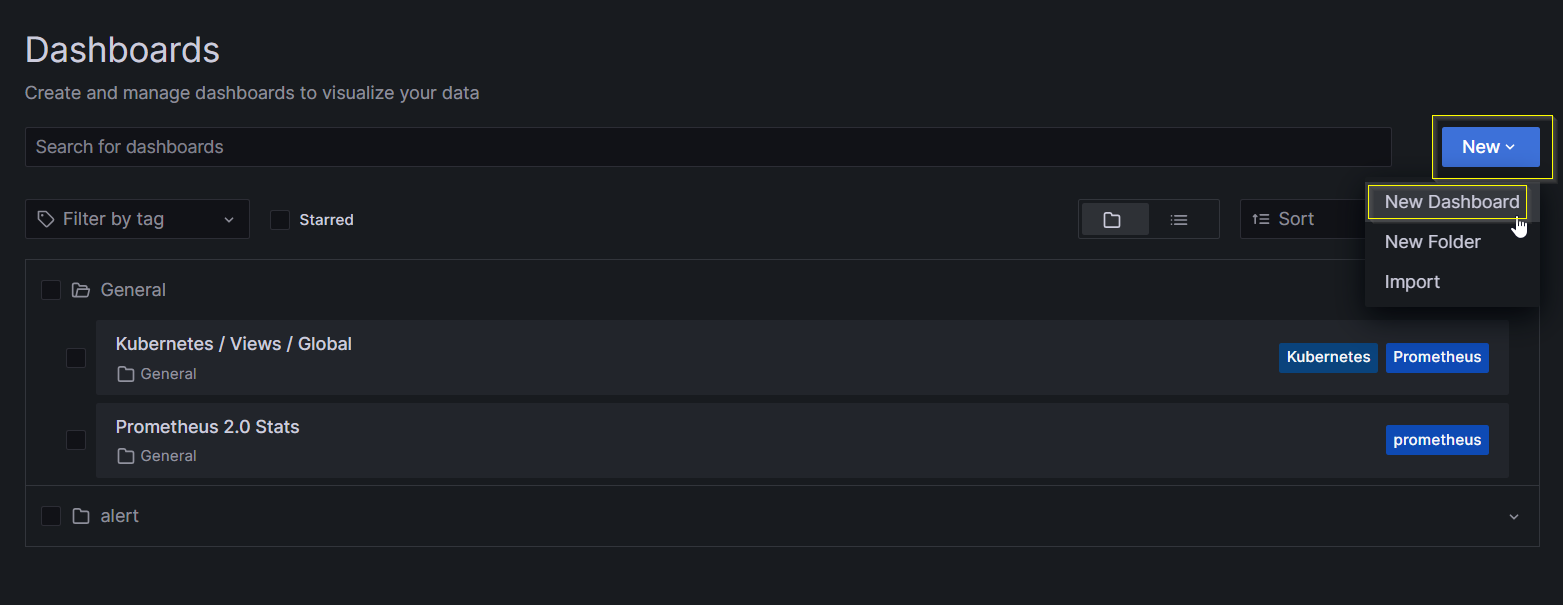 Dashboards
Create and manage dashboards to visualize your data
Search for dashboards
New
New Dashboard
New Folder
Import
Filter by tag
Starred
Sort
General
Kubernetes / Views / Global
General
Kubernetes Prometheus
Prometheus 2.0 Stats
General
prometheus
alert